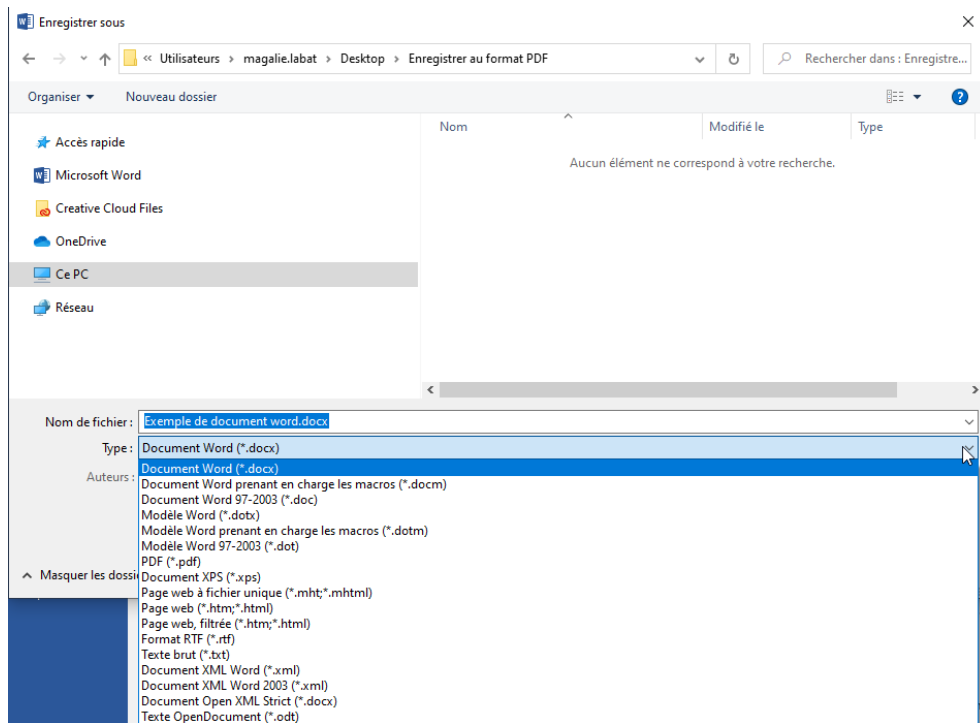 Enregistrer sous
« Utilisateurs > magalie.labat > Desktop > Enregistrer au format PDF
Rechercher dans : Enregistre...
Organiser
Nouveau dossier
Nom
Modifié le
Type
Accès rapide
Aucun élément ne correspond à votre recherche.
Microsoft Word
Creative Cloud Files
OneDrive
Ce PC
Réseau
Nom de fichier : Exemple de document word.docx
Type : Document Word (*.docx)
Auteurs :
Document Word (*.docx)
Document Word prenant en charge les macros (*.docm)
Document Word 97-2003 (*.doc)
Modèle Word (*.dotx)
Modèle Word prenant en charge les macros (*.dotm)
Modèle Word 97-2003 (*.dot)
PDF (*.pdf)
Masquer les dossi
Document XPS (*.xps)
Page web à fichier unique (*.mht;*.mhtml)
Page web (*.htm;*.html)
Page web, filtrée (*.htm;*.html)
Format RTF (*.rtf)
Texte brut (*.txt)
Document XML Word (*.xml)
Document XML Word 2003 (*.xml)
Document Open XML Strict (*.docx)
Texte OpenDocument (*.odt)